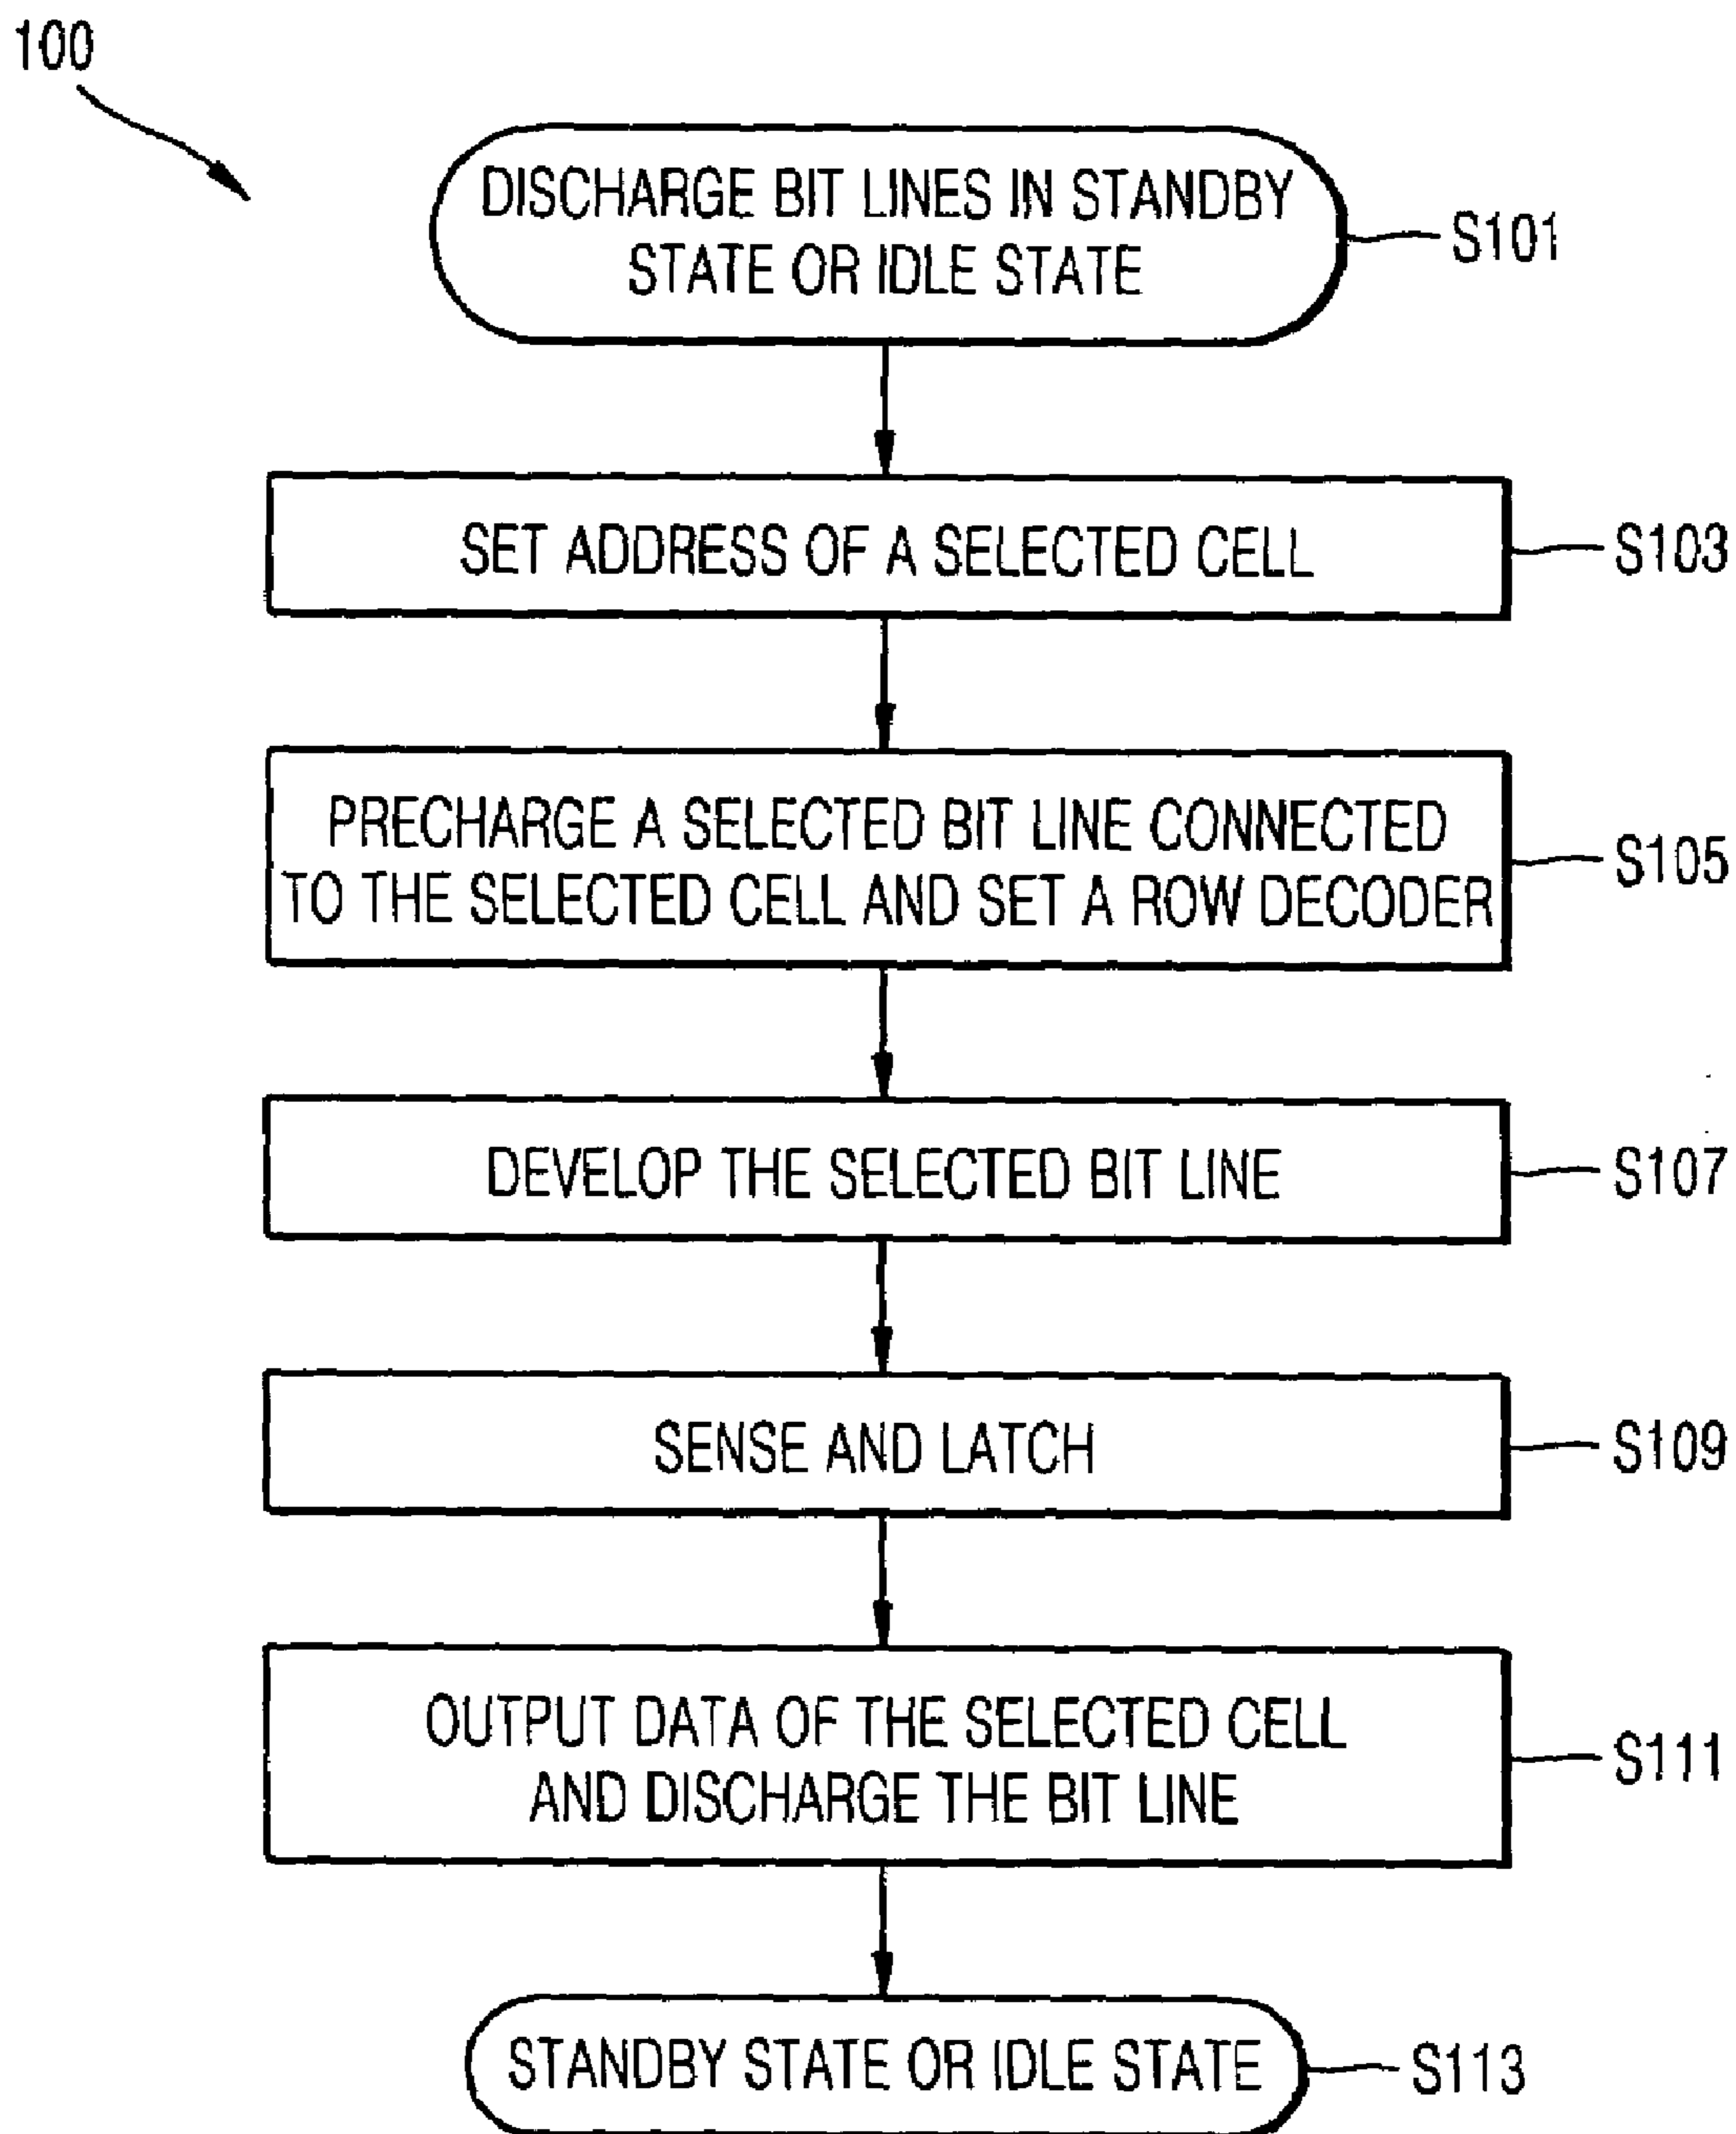 100
DISCHARGE BIT LINES IN STANDBY
STATE OR IDLE STATE
S101
SET ADDRESS OF A SELECTED CELL
S103
PRECHARGE A SELECTED BIT LINE CONNECTED
TO THE SELECTED CELL AND SET A ROW DECODER
S105
DEVELOP THE SELECTED BIT LINE
S107
SENSE AND LATCH
S109
OUTPUT DATA OF THE SELECTED CELL
AND DISCHARGE THE BIT LINE
S111
STANDBY STATE OR IDLE STATE
S113